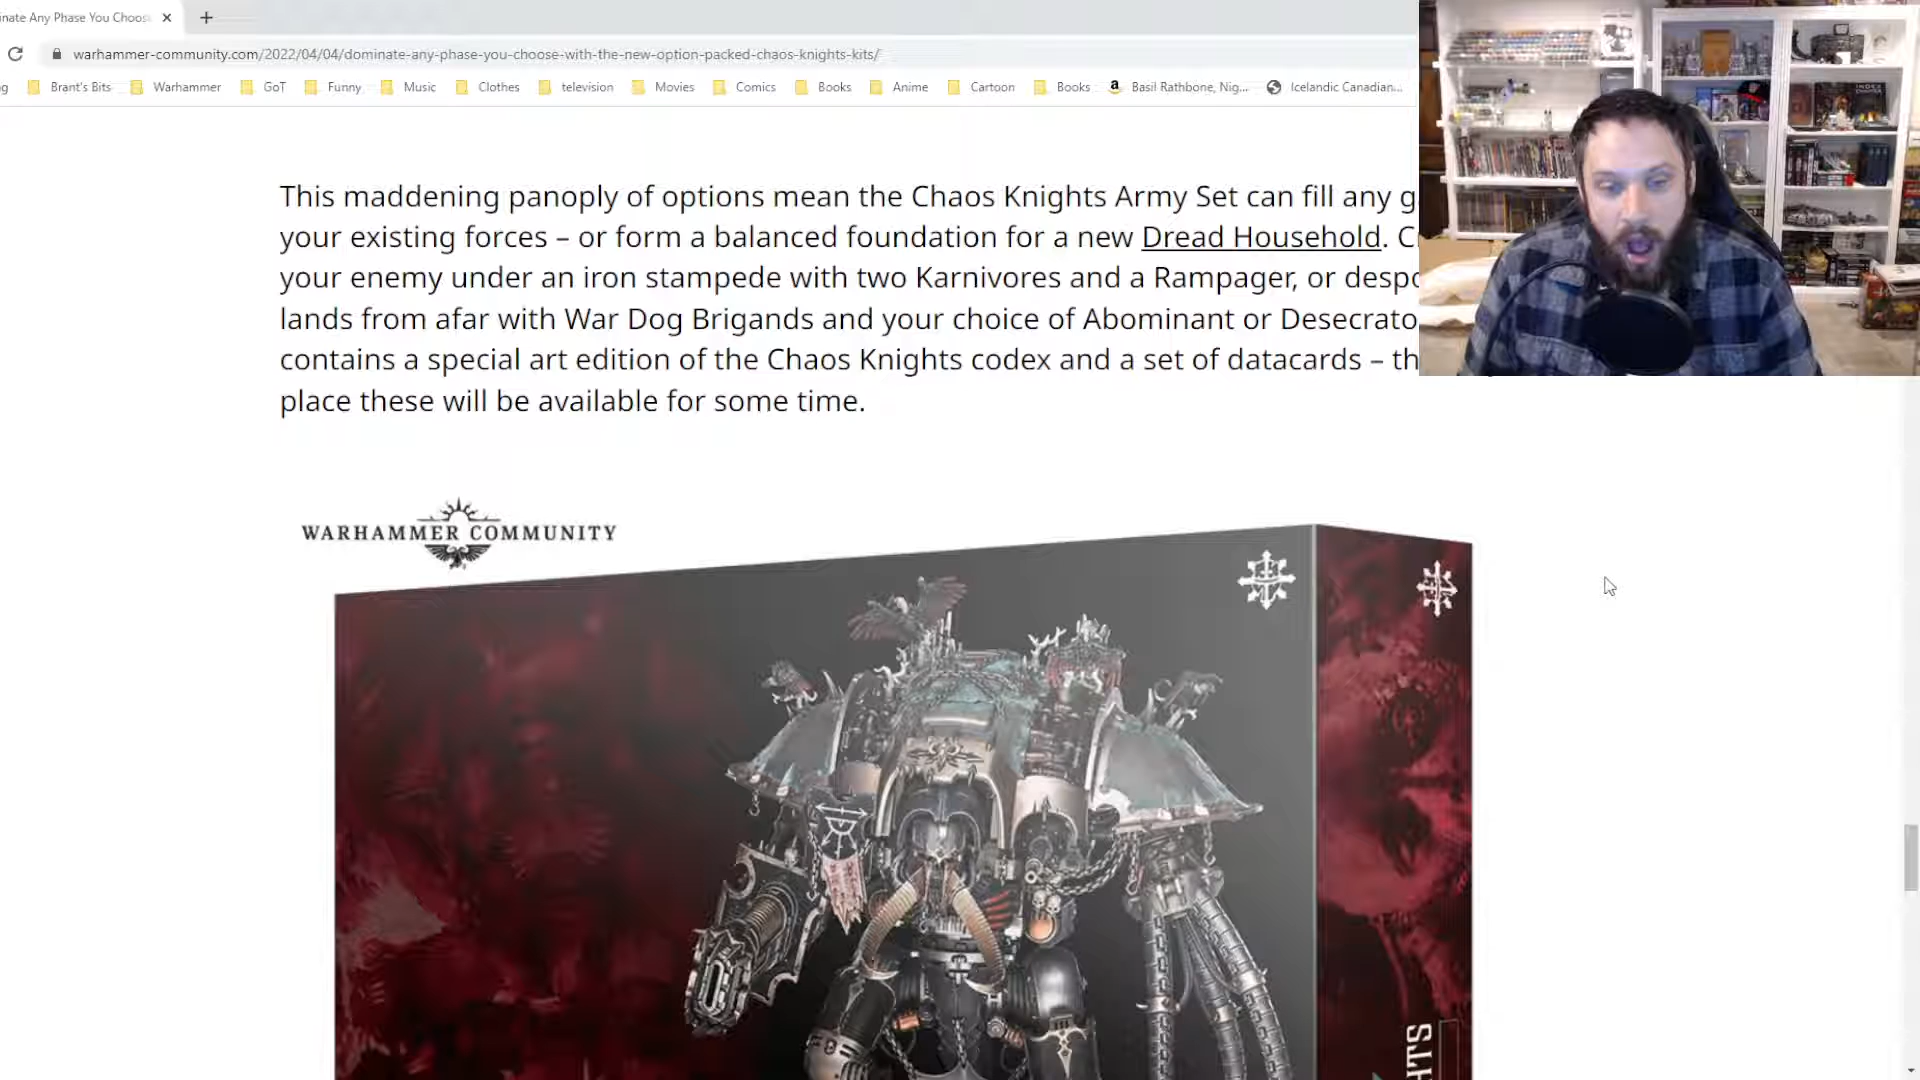 nate Any Phase You Choos
warhammer-community.com/2022/04/04/dominate-any-phase-you-choose-with-the-new-option-packed-chaos-knights-kits/
g Brant's Bits Warhammer GoT Funny Music Clothes television Movies Comics Books Anime Cartoon Books Basil Rathbone, Nig... Icelandic Canadian...
This maddening panoply of options mean the Chaos Knights Army Set can fill any g
your existing forces – or form a balanced foundation for a new Dread Household. C
your enemy under an iron stampede with two Karnivores and a Rampager, or despo
lands from afar with War Dog Brigands and your choice of Abominant or Desecrato
contains a special art edition of the Chaos Knights codex and a set of datacards – th
place these will be available for some time.
WARHAMMER COMMUNITY
HTS